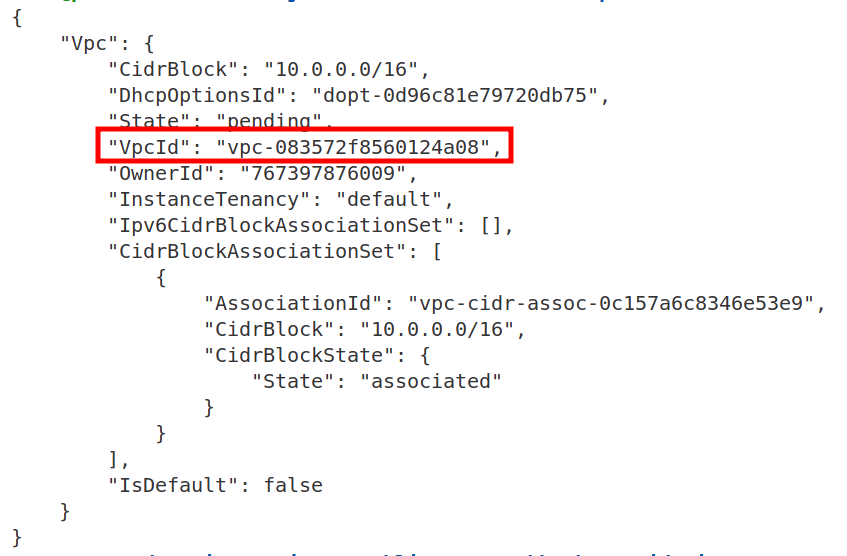 {
    "Vpc": {
        "CidrBlock": "10.0.0.0/16",
        "DhcpOptionsId": "dopt-0d96c81e79720db75",
        "State": "pending",
        "VpcId": "vpc-083572f8560124a08",
        "OwnerId": "767397876009",
        "InstanceTenancy": "default",
        "Ipv6CidrBlockAssociationSet": [],
        "CidrBlockAssociationSet": [
            {
                "AssociationId": "vpc-cidr-assoc-0c157a6c8346e53e9",
                "CidrBlock": "10.0.0.0/16",
                "CidrBlockState": {
                    "State": "associated"
                }
            }
        ],
        "IsDefault": false
    }
}